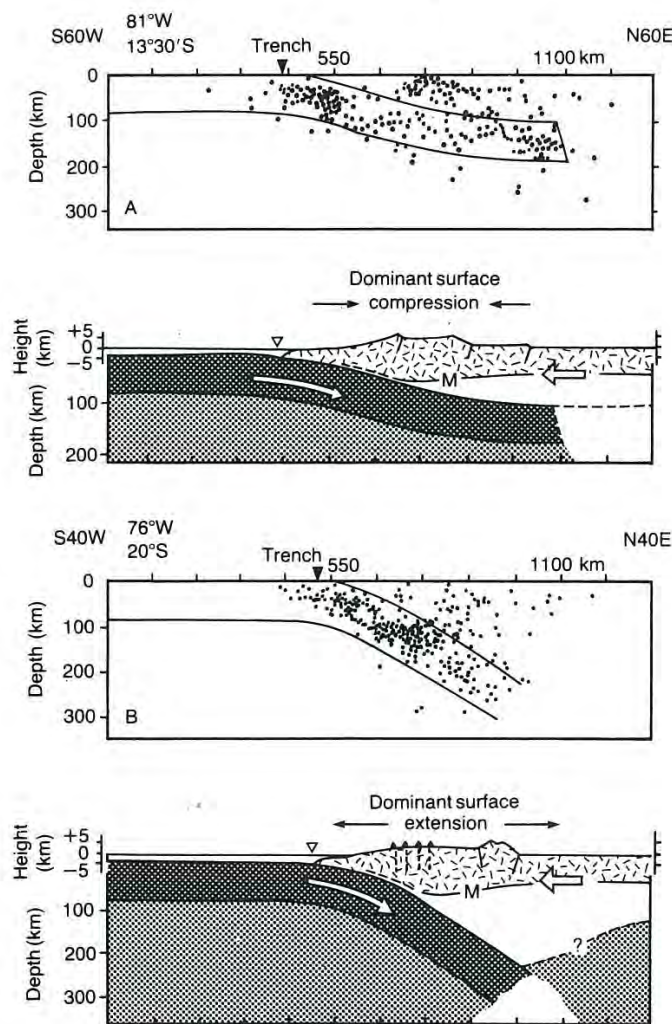 81°W
S60W 13°30′S Trench 550 1100 km N60E
0
100
200
300
Depth (km)
A
Dominant surface
compression
Height (km)
+5
0
−5
M
100
200
Depth (km)
76°W
S40W 20°S Trench 550 1100 km N40E
0
100
200
300
Depth (km)
B
Dominant surface
extension
Height (km)
+5
0
−5
M
?
100
200
300
Depth (km)